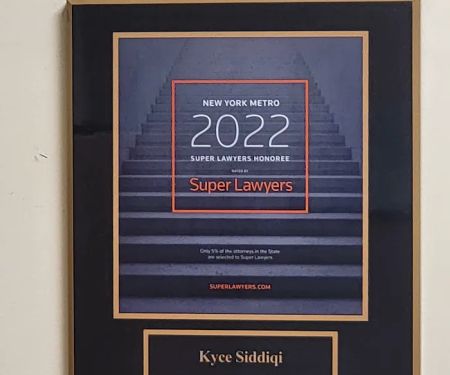 NEW YORK METRO
2022
SUPER LAWYERS HONOREE
RATED BY
Super Lawyers
Only 5% of the attorneys in the State
are selected to Super Lawyers
SUPERLAWYERS.COM
Kyce Siddiqi